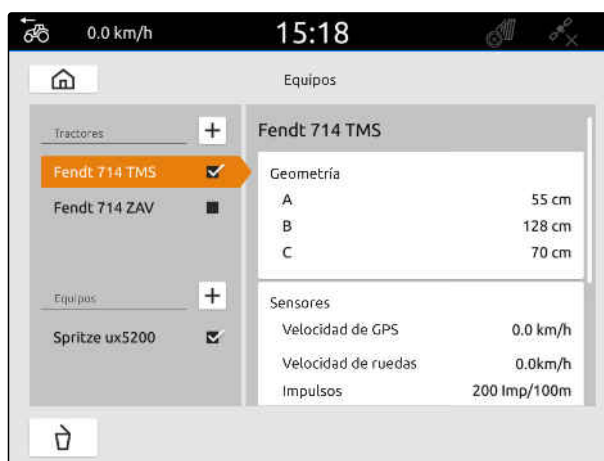 0.0 km/h 15:18
Equipos
Tractores
Fendt 714 TMS
Fendt 714 ZAV
Equipos
Spritze ux5200
Fendt 714 TMS
Geometría
A 55 cm
B 128 cm
C 70 cm
Sensores
Velocidad de GPS 0.0 km/h
Velocidad de ruedas 0.0km/h
Impulsos 200 Imp/100m